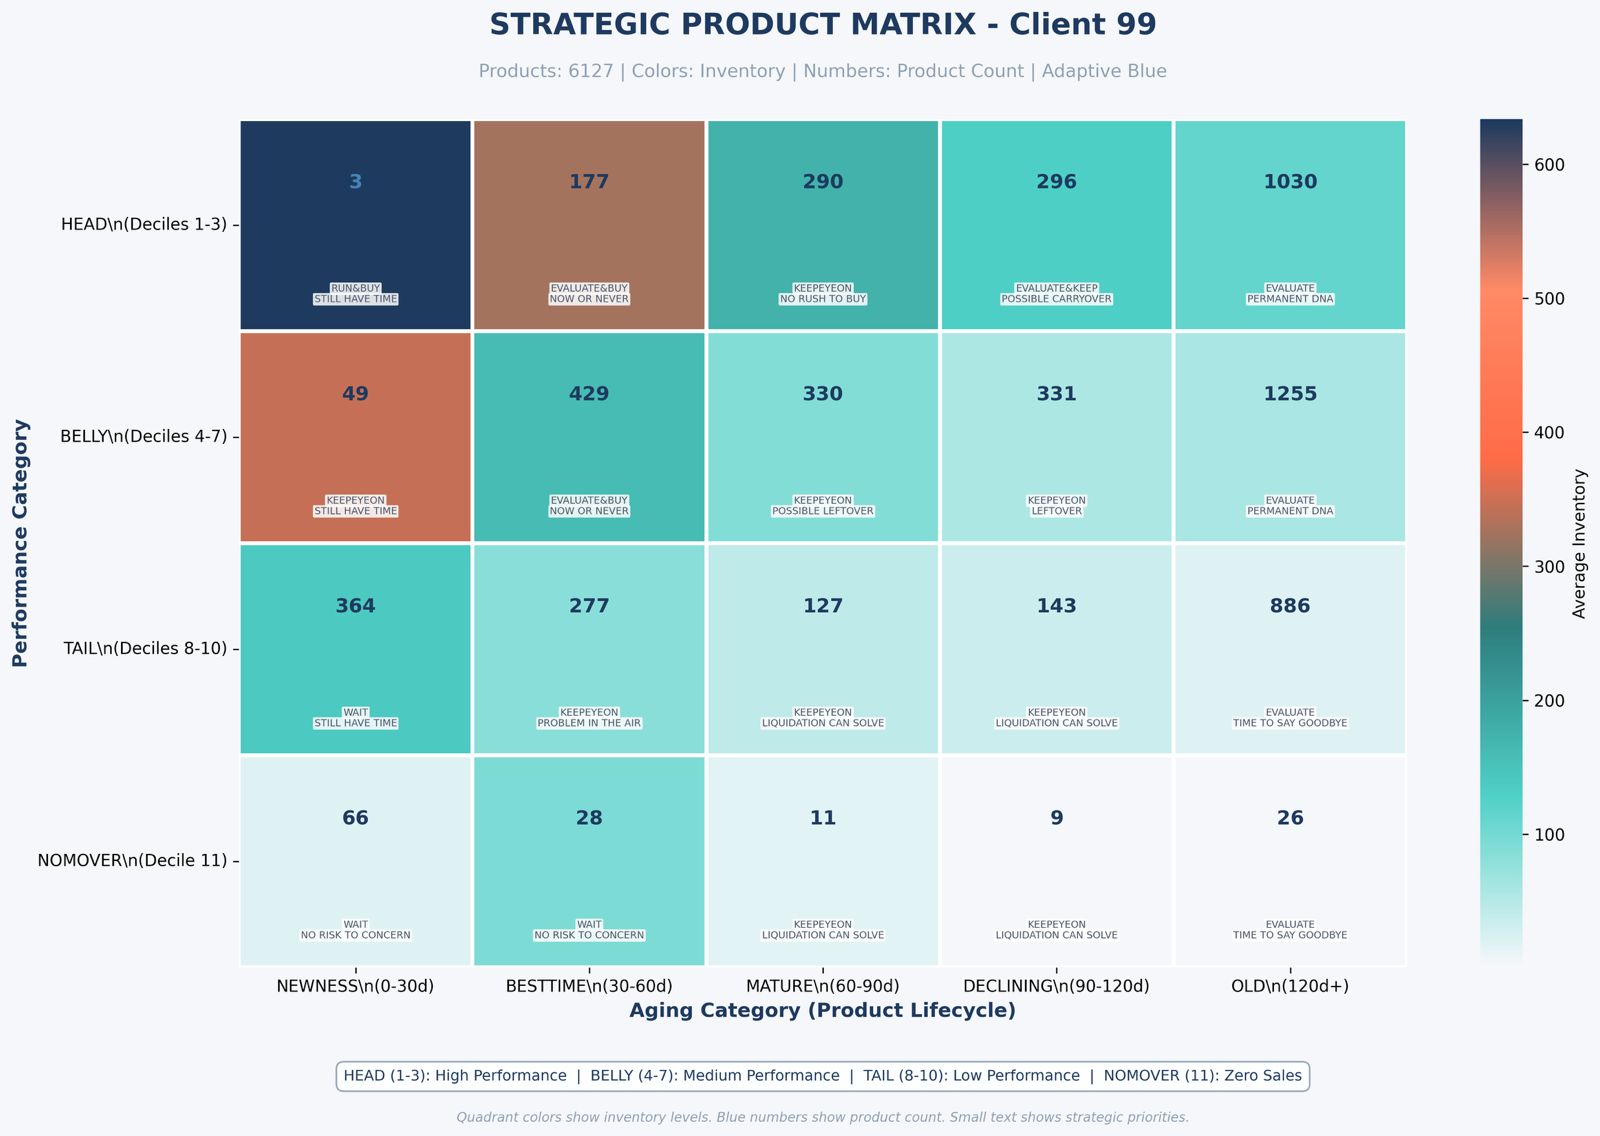 STRATEGIC PRODUCT MATRIX - Client 99
Products: 6127 | Colors: Inventory | Numbers: Product Count | Adaptive Blue
Performance Category
HEAD\n(Deciles 1-3)
3
177
290
296
1030
RUN&BUY
STILL HAVE TIME
EVALUATE&BUY
NOW OR NEVER
KEEPEYEON
NO RUSH TO BUY
EVALUATE&KEEP
POSSIBLE CARRYOVER
EVALUATE
PERMANENT DNA
BELLY\n(Deciles 4-7)
49
429
330
331
1255
KEEPEYEON
STILL HAVE TIME
EVALUATE&BUY
NOW OR NEVER
KEEPEYEON
POSSIBLE LEFTOVER
KEEPEYEON
LEFTOVER
EVALUATE
PERMANENT DNA
TAIL\n(Deciles 8-10)
364
277
127
143
886
WAIT
STILL HAVE TIME
KEEPEYEON
PROBLEM IN THE AIR
KEEPEYEON
LIQUIDATION CAN SOLVE
KEEPEYEON
LIQUIDATION CAN SOLVE
EVALUATE
TIME TO SAY GOODBYE
NOMOVER\n(Decile 11)
66
28
11
9
26
WAIT
NO RISK TO CONCERN
WAIT
NO RISK TO CONCERN
KEEPEYEON
LIQUIDATION CAN SOLVE
KEEPEYEON
LIQUIDATION CAN SOLVE
EVALUATE
TIME TO SAY GOODBYE
NEWNESS\n(0-30d)
BESTTIME\n(30-60d)
MATURE\n(60-90d)
DECLINING\n(90-120d)
OLD\n(120d+)
Aging Category (Product Lifecycle)
600
500
400
300
200
100
Average Inventory
HEAD (1-3): High Performance | BELLY (4-7): Medium Performance | TAIL (8-10): Low Performance | NOMOVER (11): Zero Sales
Quadrant colors show inventory levels. Blue numbers show product count. Small text shows strategic priorities.